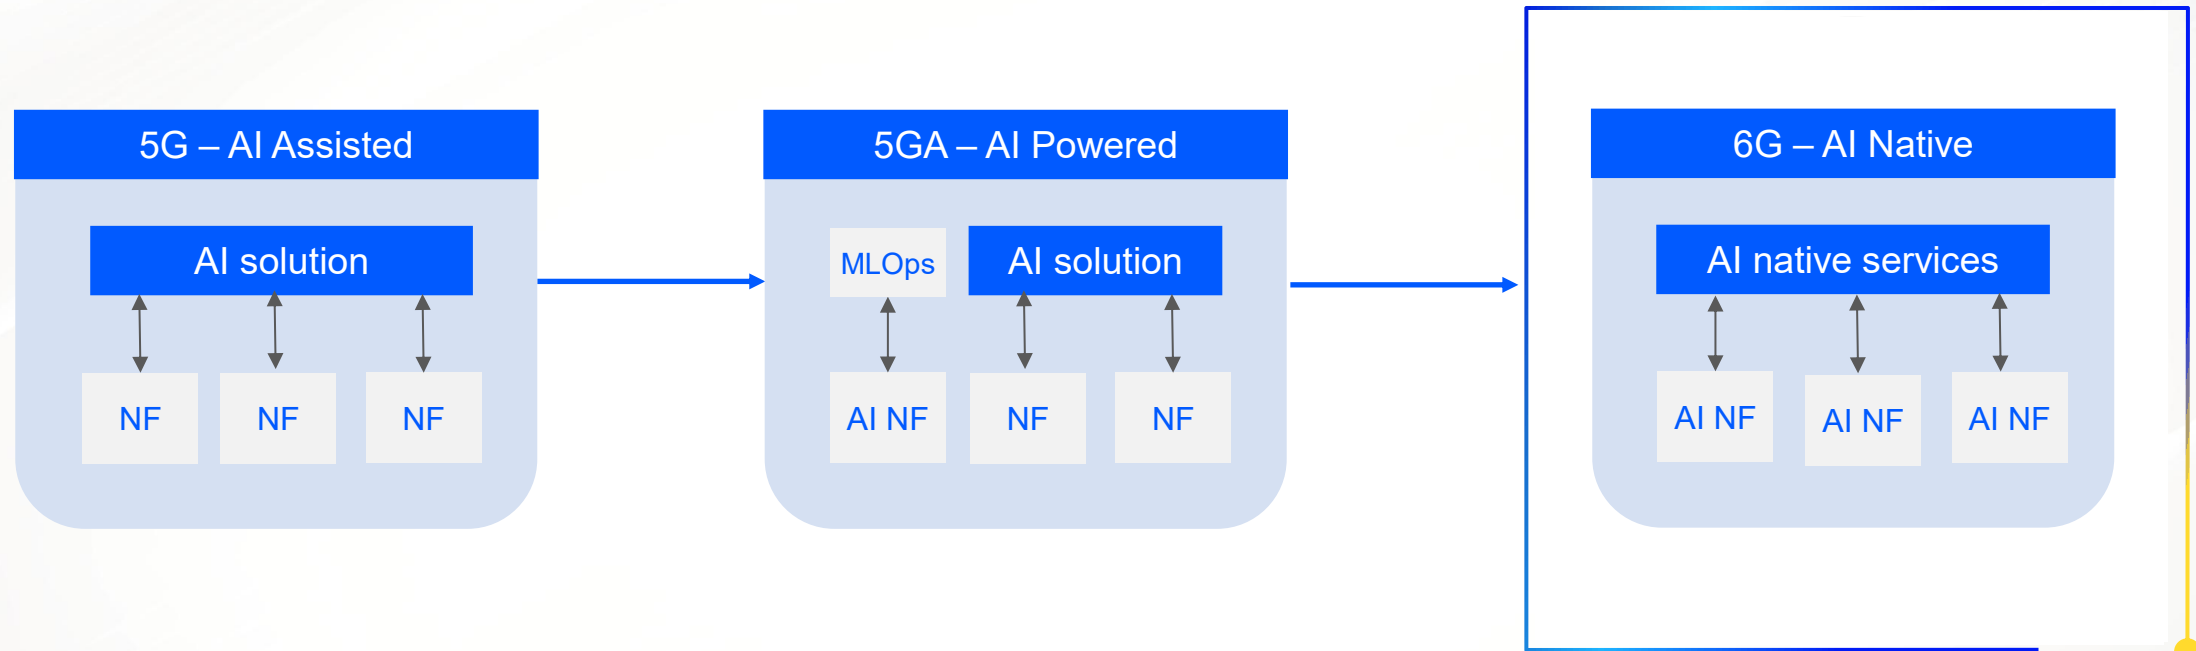 5G – AI Assisted
AI solution
NF
NF
NF
5GA – AI Powered
MLOps
AI solution
AI NF
NF
NF
6G – AI Native
AI native services
AI NF
AI NF
AI NF